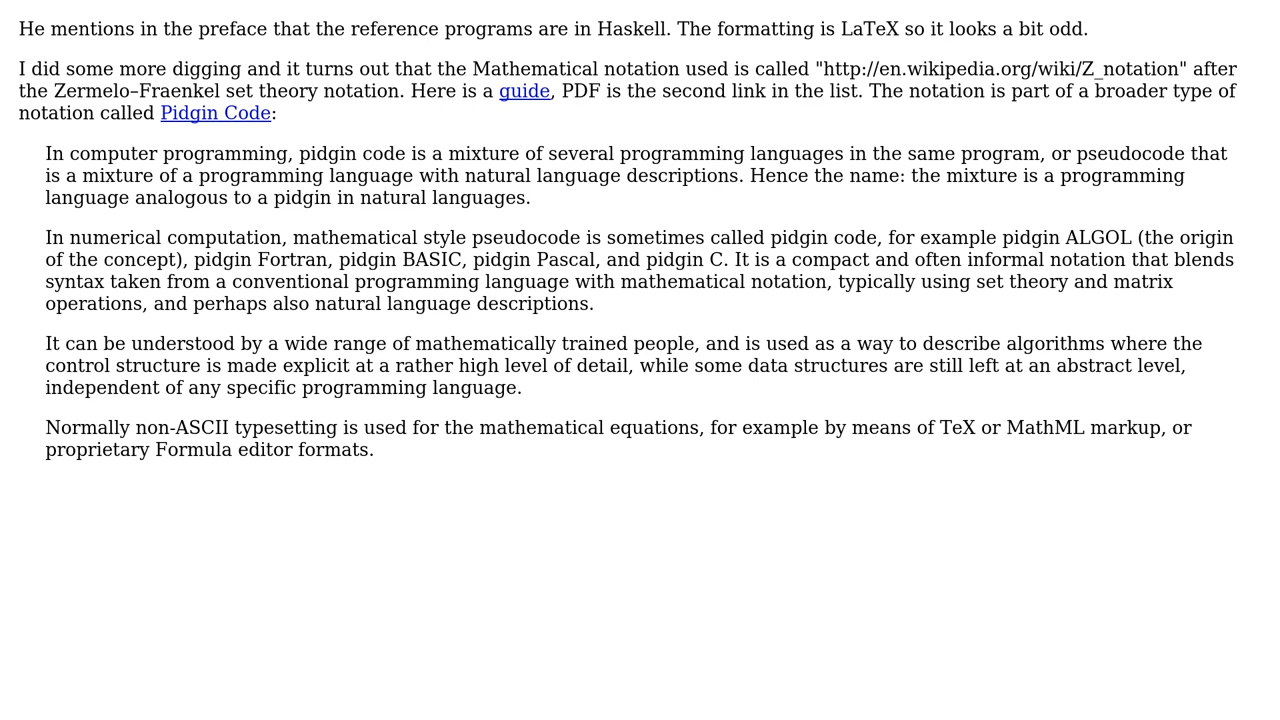 He mentions in the preface that the reference programs are in Haskell. The formatting is LaTeX so it looks a bit odd.
I did some more digging and it turns out that the Mathematical notation used is called "http://en.wikipedia.org/wiki/Z_notation" after
the Zermelo–Fraenkel set theory notation. Here is a guide, PDF is the second link in the list. The notation is part of a broader type of
notation called Pidgin Code:
In computer programming, pidgin code is a mixture of several programming languages in the same program, or pseudocode that
is a mixture of a programming language with natural language descriptions. Hence the name: the mixture is a programming
language analogous to a pidgin in natural languages.
In numerical computation, mathematical style pseudocode is sometimes called pidgin code, for example pidgin ALGOL (the origin
of the concept), pidgin Fortran, pidgin BASIC, pidgin Pascal, and pidgin C. It is a compact and often informal notation that blends
syntax taken from a conventional programming language with mathematical notation, typically using set theory and matrix
operations, and perhaps also natural language descriptions.
It can be understood by a wide range of mathematically trained people, and is used as a way to describe algorithms where the
control structure is made explicit at a rather high level of detail, while some data structures are still left at an abstract level,
independent of any specific programming language.
Normally non-ASCII typesetting is used for the mathematical equations, for example by means of TeX or MathML markup, or
proprietary Formula editor formats.